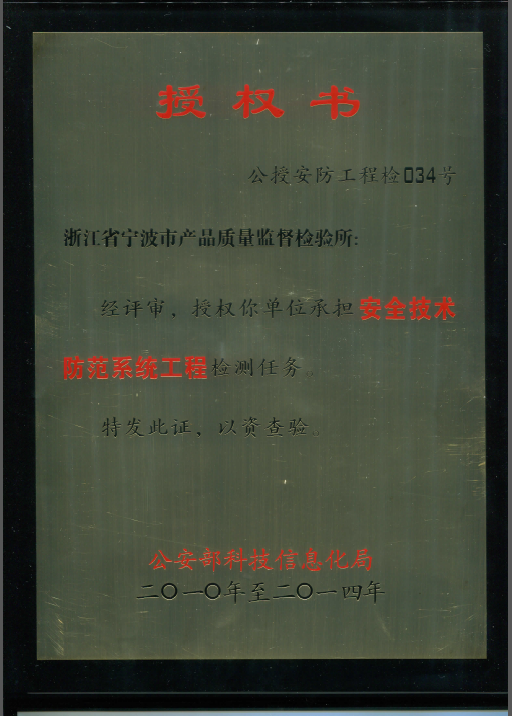 授权书
公授安防工程检034号
浙江省宁波市产品质量监督检验所:
经评审，授权你单位承担安全技术
防范系统工程检测任务。
特发此证，以资查验。
公安部科技信息化局
二〇一〇年至二〇一四年